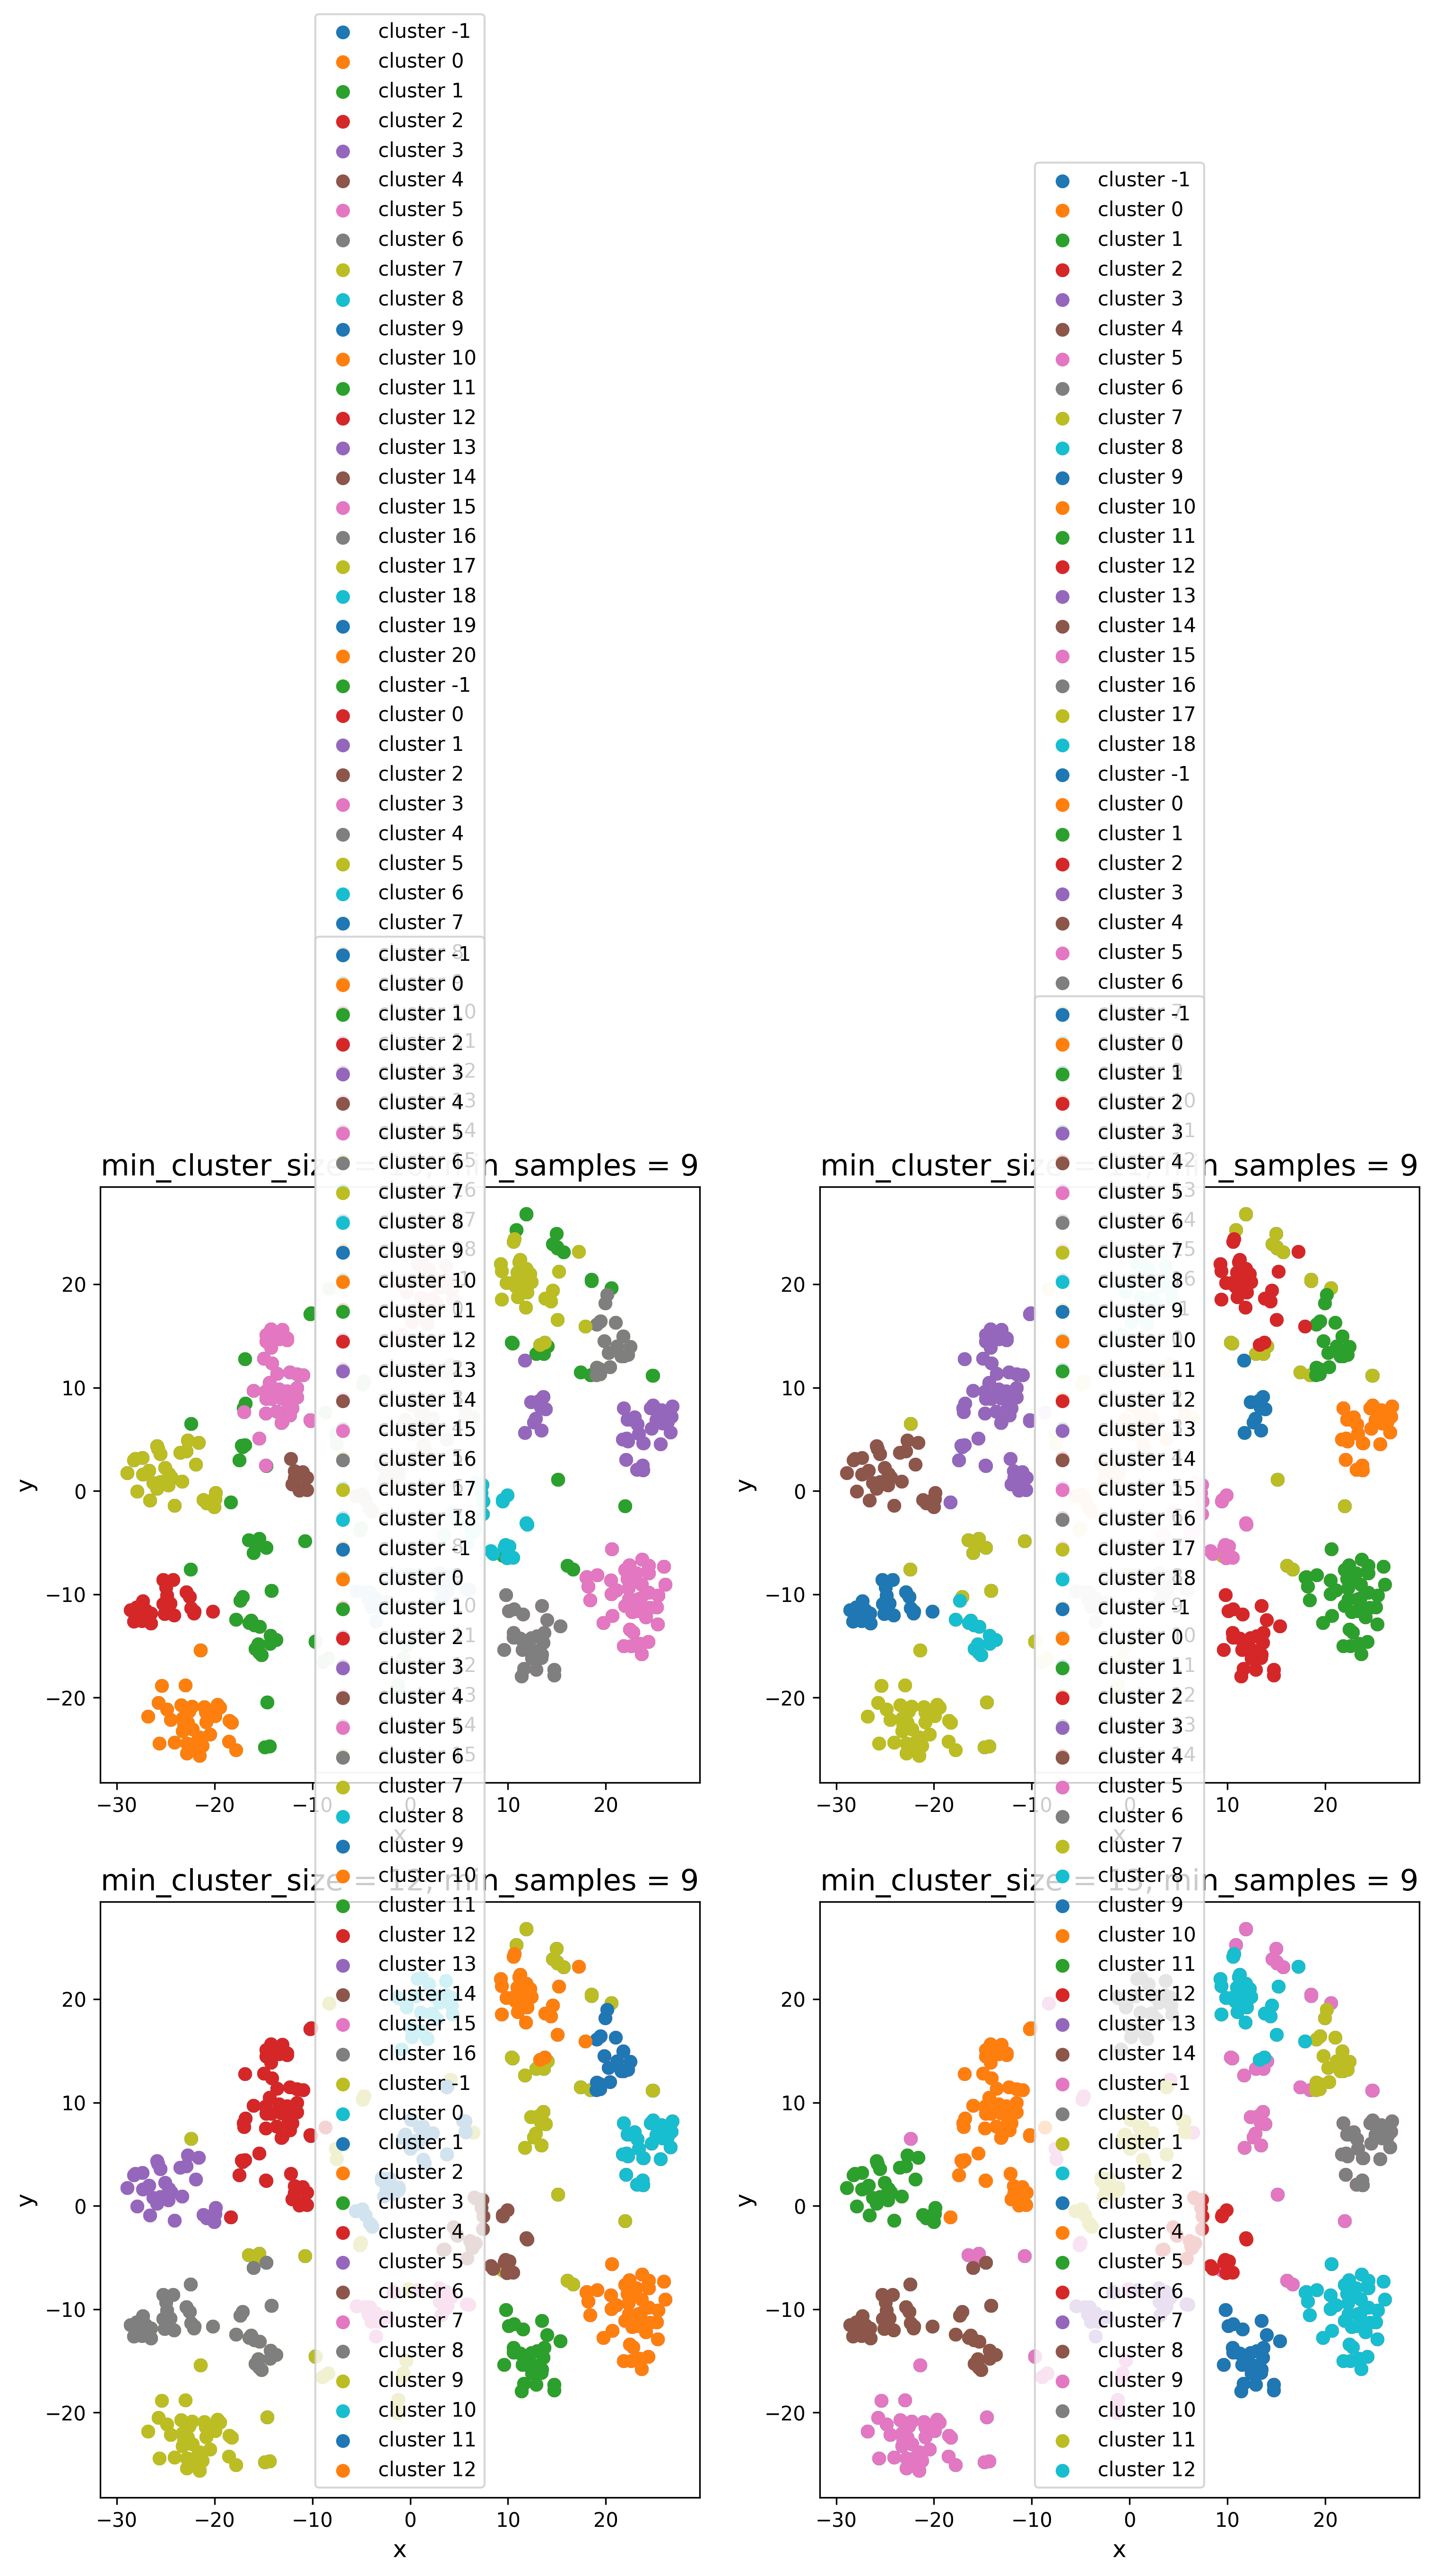 cluster -1
cluster 0
cluster 1
cluster 2
cluster 3
cluster 4
cluster 5
cluster 6
cluster 7
cluster 8
cluster 9
cluster 10
cluster 11
cluster 12
cluster 13
cluster 14
cluster 15
cluster 16
cluster 17
cluster 18
cluster 19
cluster 20
cluster -1
cluster 0
cluster 1
cluster 2
cluster 3
cluster 4
cluster 5
cluster 6
cluster 7
cluster -1
cluster 0
cluster 1
cluster 2
cluster 3
cluster 4
cluster 5
cluster 6
cluster 7
cluster 8
cluster 9
cluster 10
cluster 11
cluster 12
cluster 13
cluster 14
cluster 15
cluster 16
cluster 17
cluster 18
cluster -1
cluster 0
cluster 1
cluster 2
cluster 3
cluster 4
cluster 5
cluster 6
cluster 7
cluster 8
cluster 9
cluster 10
cluster 11
cluster 12
cluster 13
cluster 14
cluster 15
cluster 16
cluster -1
cluster 0
cluster 1
cluster 2
cluster 3
cluster 4
cluster 5
cluster 6
cluster 7
cluster 8
cluster 9
cluster 10
cluster 11
cluster 12
cluster -1
cluster 0
cluster 1
cluster 2
cluster 3
cluster 4
cluster 5
cluster 6
cluster 7
cluster 8
cluster 9
cluster 10
cluster 11
cluster 12
cluster 13
cluster 14
cluster 15
cluster 16
cluster 17
cluster 18
cluster -1
cluster 0
cluster 1
cluster 2
cluster 3
cluster 4
cluster 5
cluster 6
cluster -1
cluster 0
cluster 1
cluster 2
cluster 3
cluster 4
cluster 5
cluster 6
cluster 7
cluster 8
cluster 9
cluster 10
cluster 11
cluster 12
cluster 13
cluster 14
cluster 15
cluster 16
cluster 17
cluster 18
cluster -1
cluster 0
cluster 1
cluster 2
cluster 3
cluster 4
cluster 5
cluster 6
cluster 7
cluster 8
cluster 9
cluster 10
cluster 11
cluster 12
cluster 13
cluster 14
cluster -1
cluster 0
cluster 1
cluster 2
cluster 3
cluster 4
cluster 5
cluster 6
cluster 7
cluster 8
cluster 9
cluster 10
cluster 11
cluster 12
min_cluster_size = min_samples = 9
20
10
0
−10
−20
y
−30 −20 −10 0 10 20
x
min_cluster_size = min_samples = 9
20
10
0
−10
−20
y
−30 −20 −10 0 10 20
x
min_cluster_size = 12, min_samples = 9
20
10
0
−10
−20
y
−30 −20 −10 0 10 20
x
min_cluster_size = 13, min_samples = 9
20
10
0
−10
−20
y
−30 −20 −10 0 10 20
x